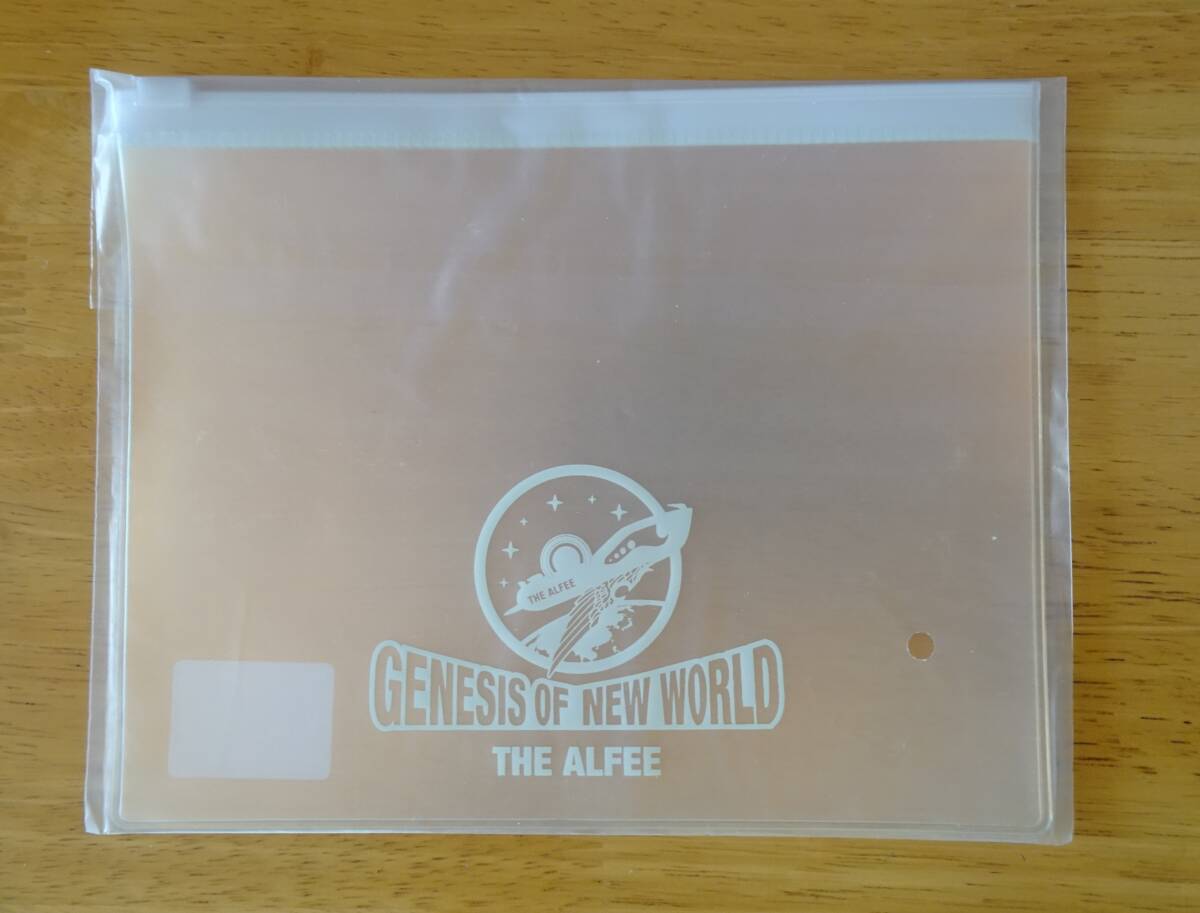 THE ALFEE
GENESIS OF NEW WORLD
THE ALFEE